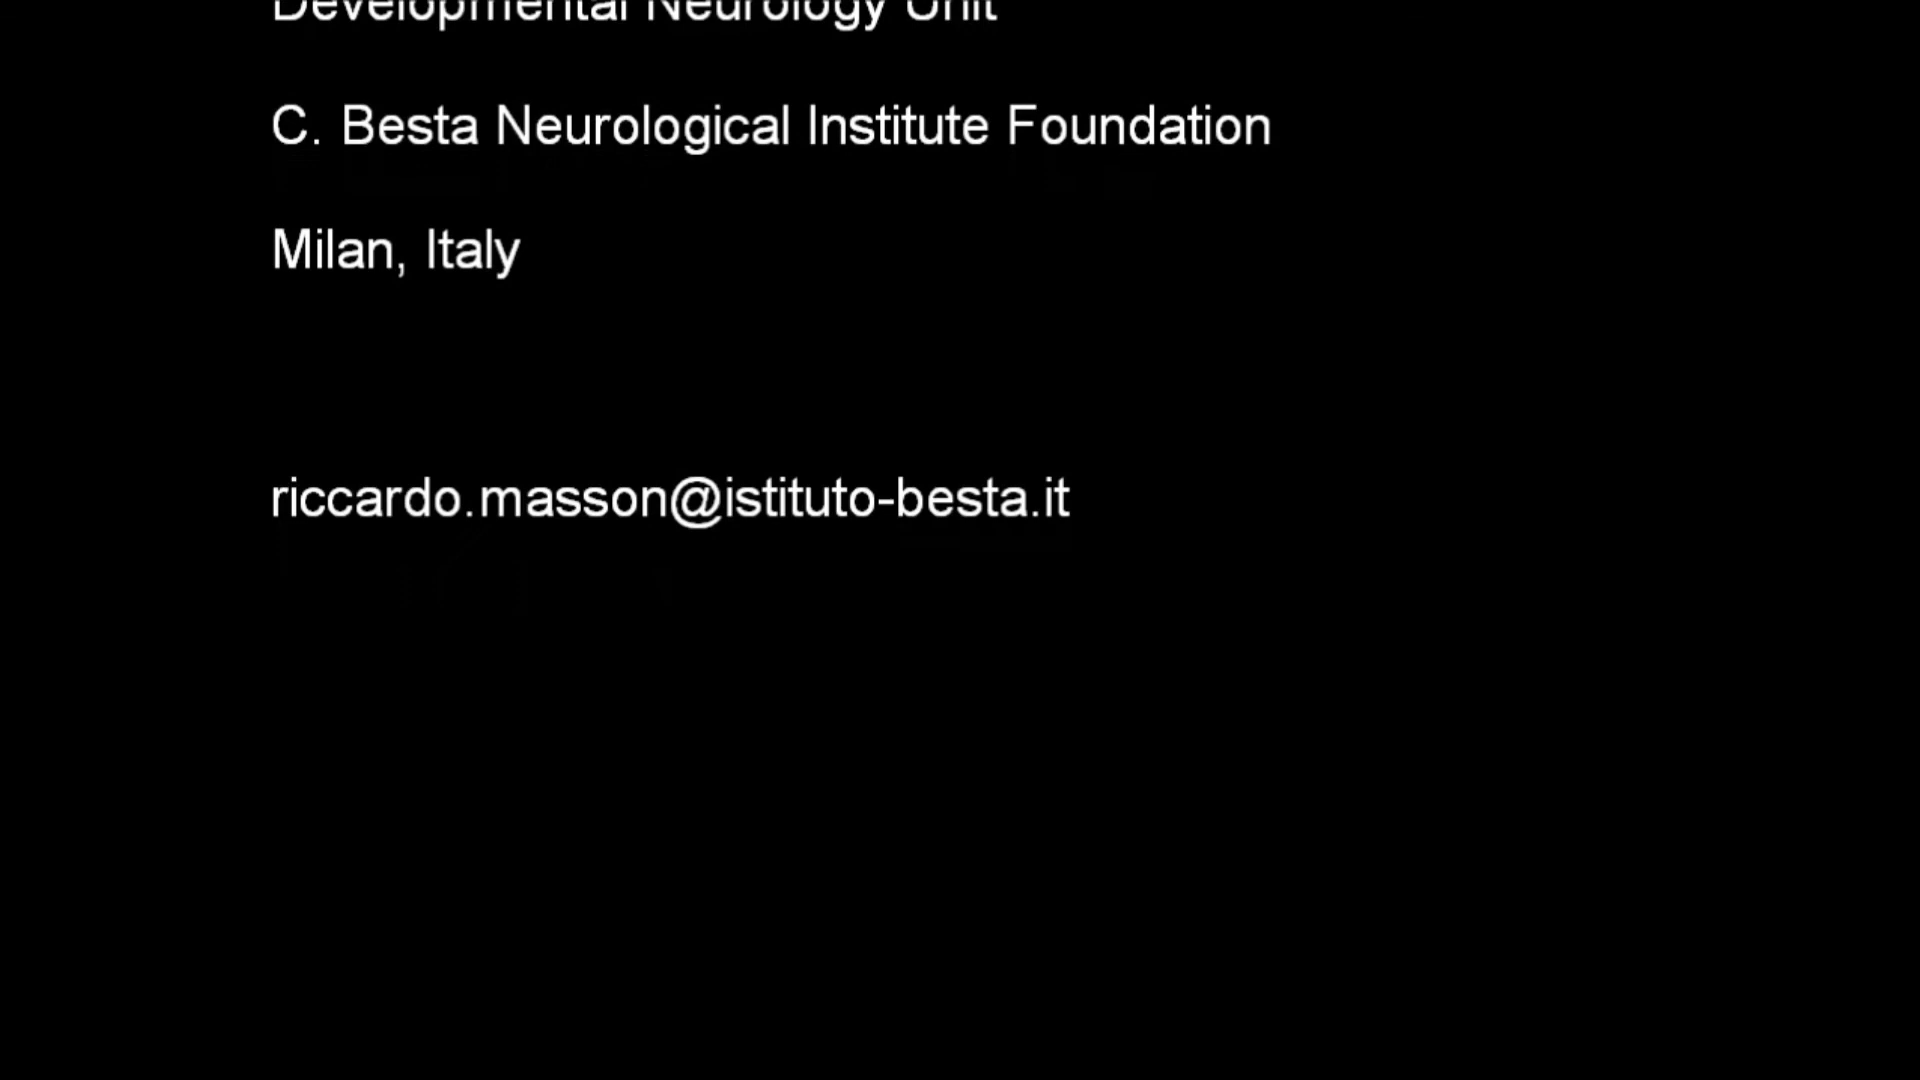 Developmental Neurology Unit
C. Besta Neurological Institute Foundation
Milan, Italy
riccardo.masson@istituto-besta.it